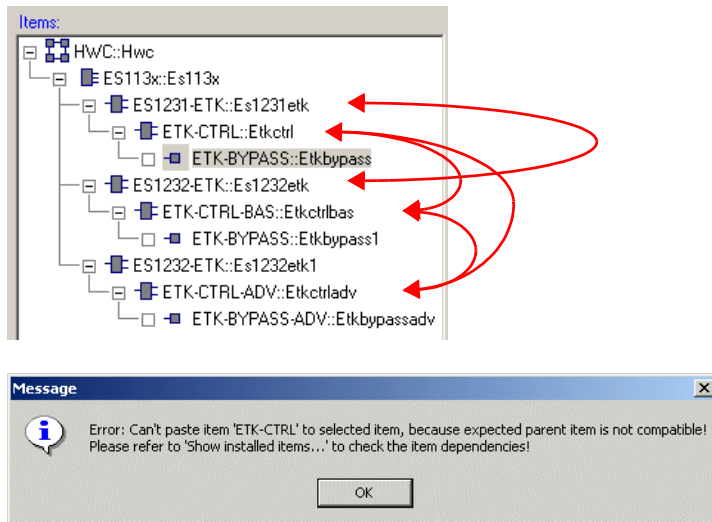 Items:
HWC::Hwc
ES113x::Es113x
ES1231-ETK::Es1231etk
ETK-CTRL::Etkctrl
ETK-BYPASS::Etkbypass
ES1232-ETK::Es1232etk
ETK-CTRL-BAS::Etkctrlbas
ETK-BYPASS::Etkbypass1
ES1232-ETK::Es1232etk1
ETK-CTRL-ADV::Etkctrladv
ETK-BYPASS-ADV::Etkbypassadv
Message
Error: Can't paste item 'ETK-CTRL' to selected item, because expected parent item is not compatible!
Please refer to 'Show installed items...' to check the item dependencies!
OK